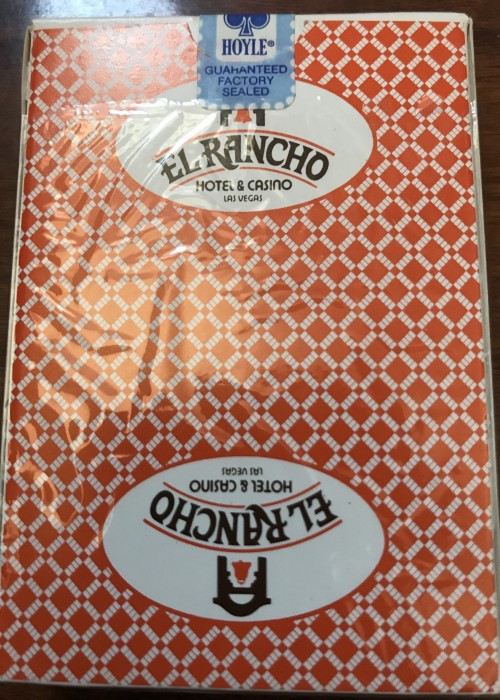 HOYLE®
GUARANTEED
FACTORY
SEALED
EL RANCHO
HOTEL & CASINO
LAS VEGAS
EL RANCHO
HOTEL & CASINO
LAS VEGAS